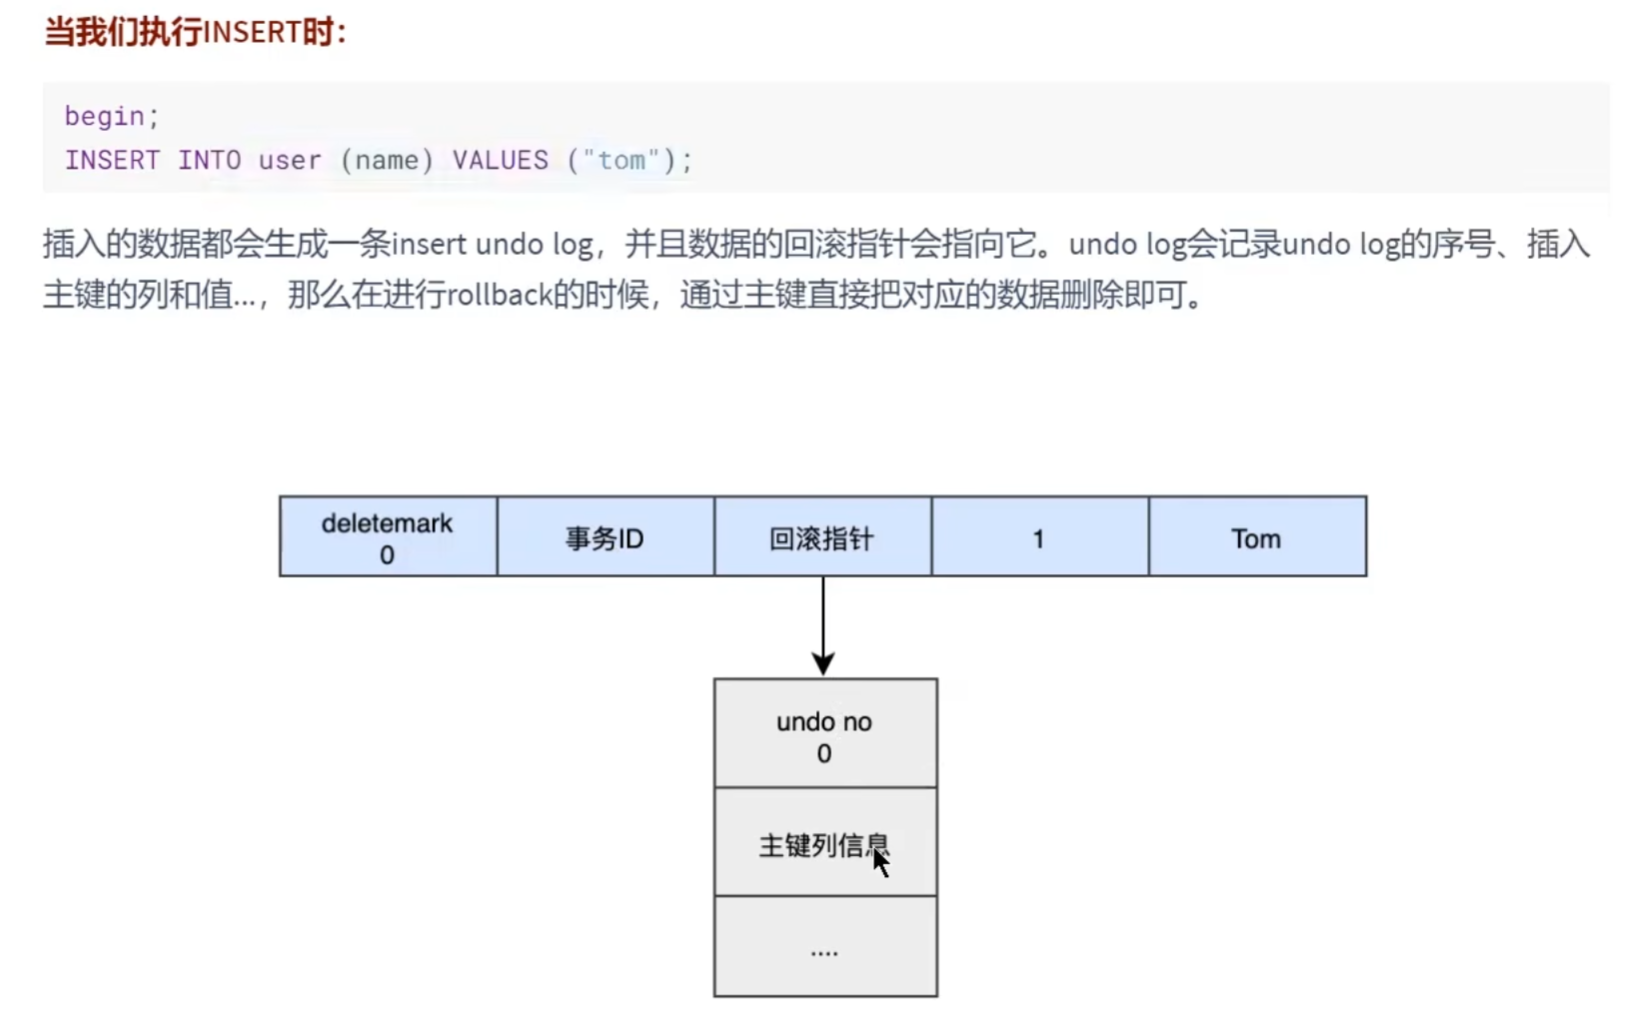 当我们执行INSERT时：
begin;
INSERT INTO user (name) VALUES ("tom");
插入的数据都会生成一条insert undo log，并且数据的回滚指针会指向它。undo log会记录undo log的序号、插入
主键的列和值...，那么在进行rollback的时候，通过主键直接把对应的数据删除即可。
deletemark
0
事务ID
回滚指针
1
Tom
undo no
0
主键列信息
....